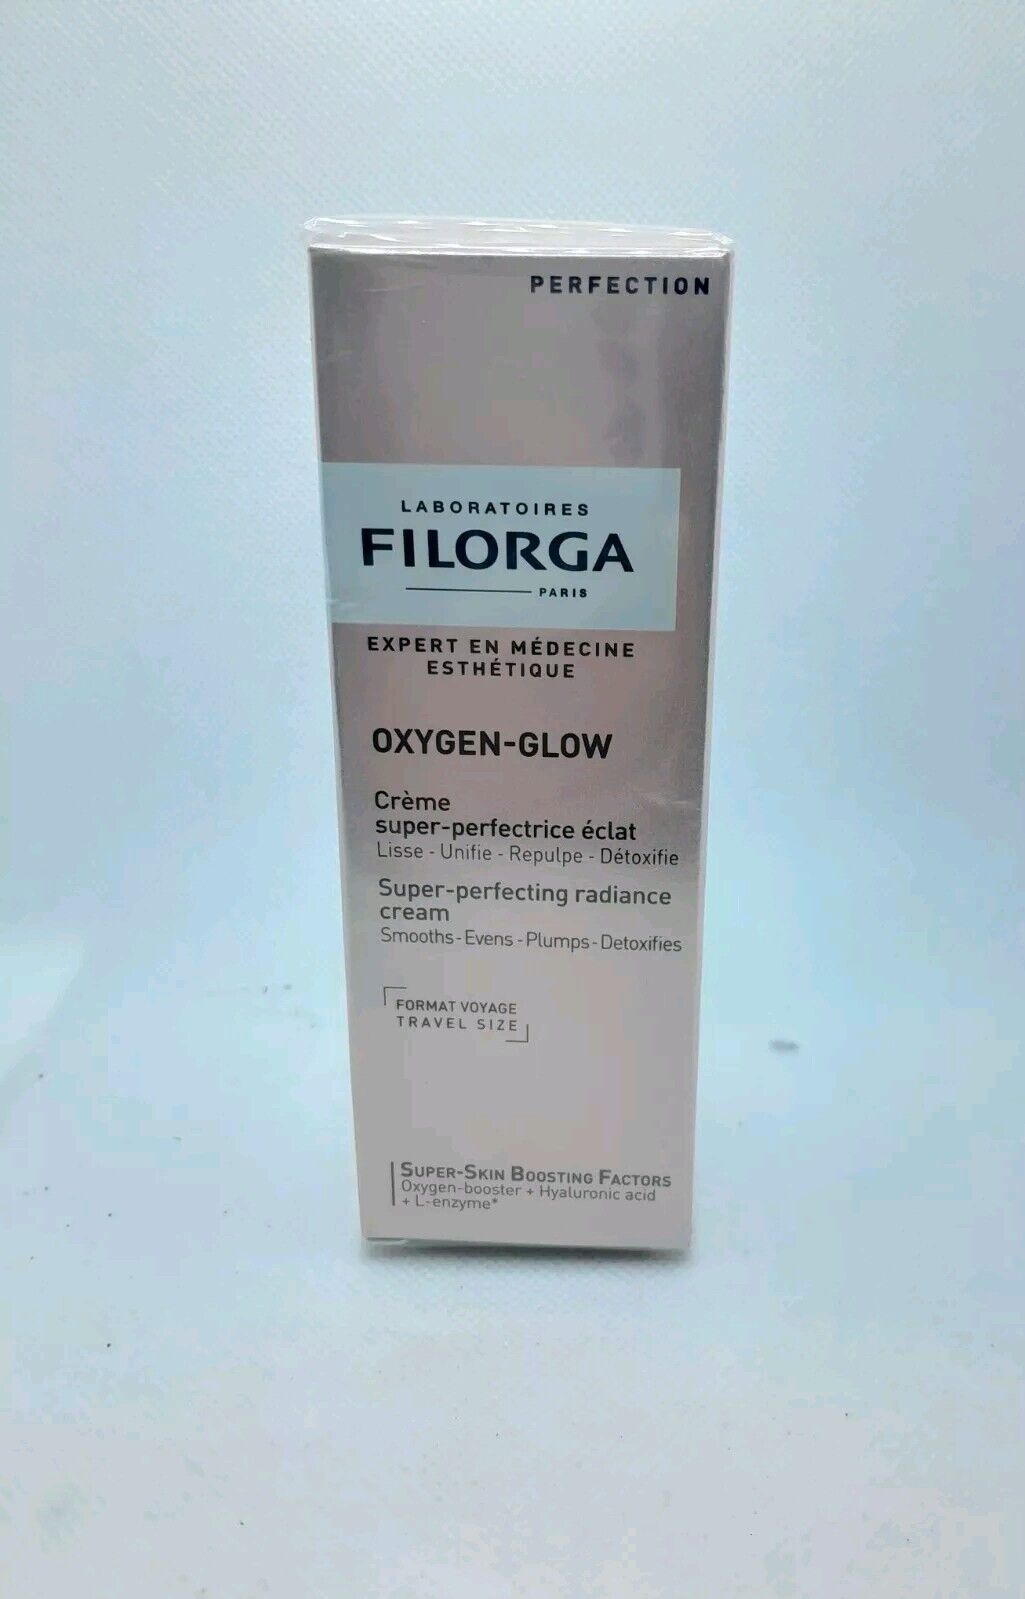 PERFECTION
LABORATOIRES
FILORGA
PARIS
EXPERT EN MÉDECINE
ESTHÉTIQUE
OXYGEN-GLOW
Crème
super-perfectrice éclat
Lisse - Unifie - Repulpe - Détoxifie
Super-perfecting radiance
cream
Smooths - Evens - Plumps - Detoxifies
FORMAT VOYAGE
TRAVEL SIZE
SUPER-SKIN BOOSTING FACTORS
Oxygen-booster + Hyaluronic acid
+ L-enzyme*